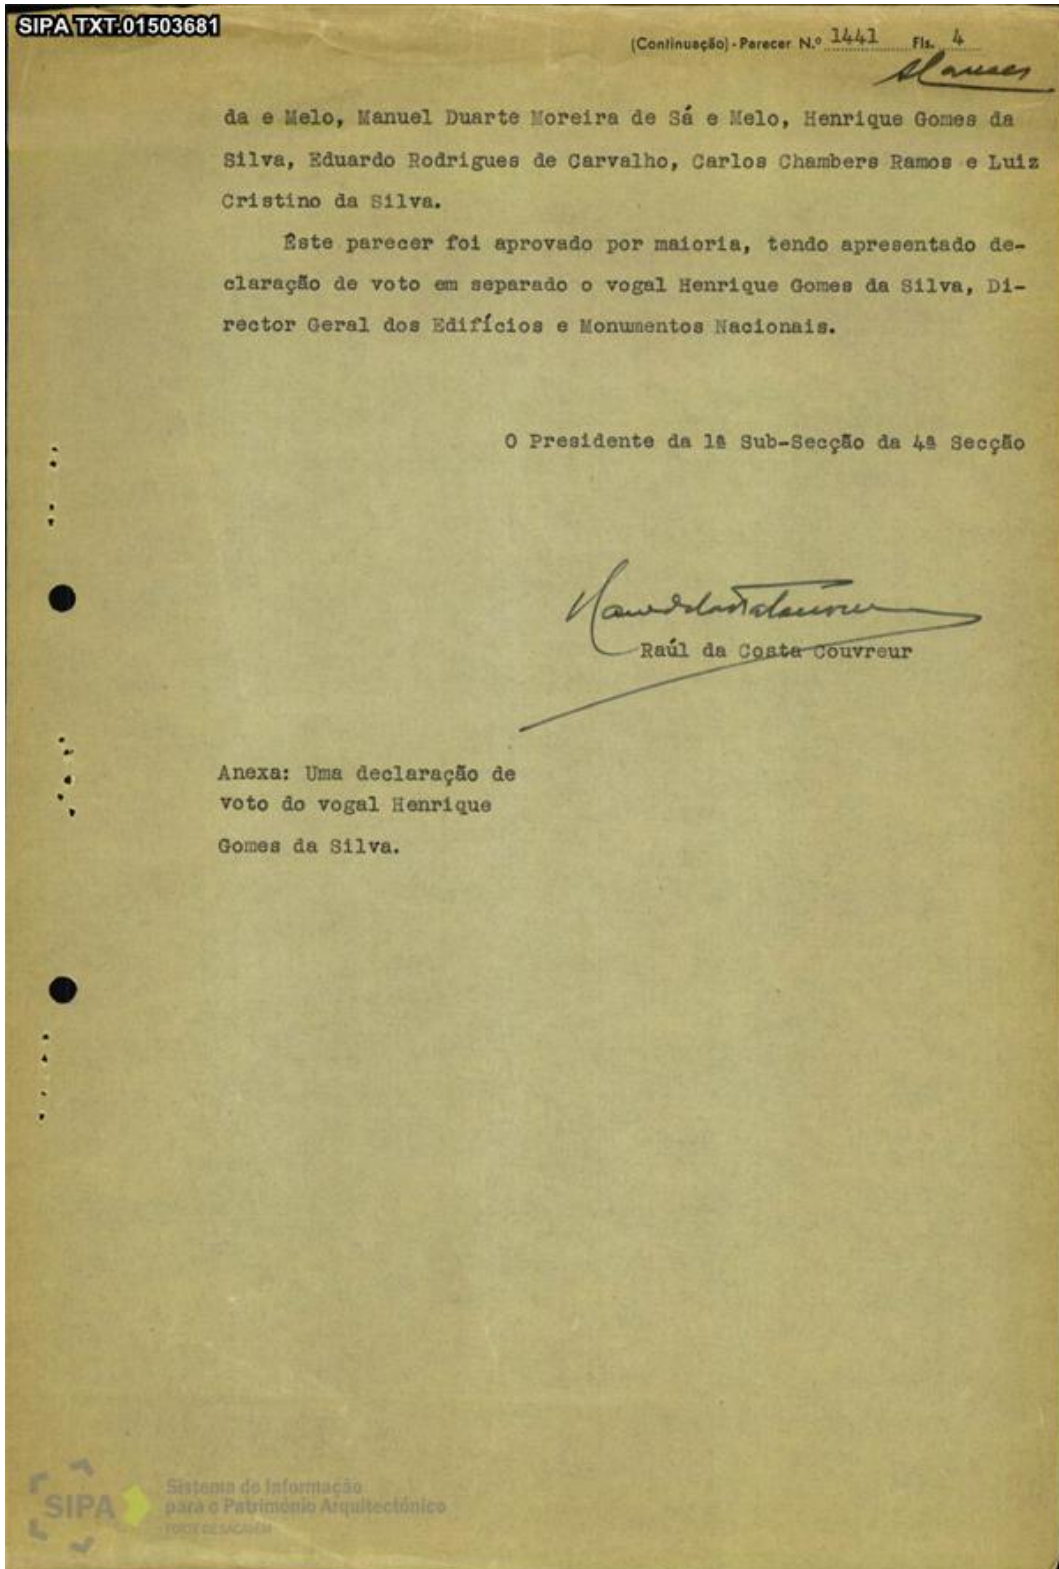 SIPA TXT.01503681
(Continuação) - Parecer N.º 1441 Fls. 4
da e Melo, Manuel Duarte Moreira de Sá e Melo, Henrique Gomes da
Silva, Eduardo Rodrigues de Carvalho, Carlos Chambers Ramos e Luiz
Cristino da Silva.
Êste parecer foi aprovado por maioria, tendo apresentado de-
claração de voto em separado o vogal Henrique Gomes da Silva, Di-
rector Geral dos Edifícios e Monumentos Nacionais.
O Presidente da 1ª Sub-Secção da 4ª Secção
Raúl da Costa Couvreur
Anexa: Uma declaração de
voto do vogal Henrique
Gomes da Silva.
SIPA
Sistema de Informação
para o Património Arquitectónico
FORTE DE SACAVÉM